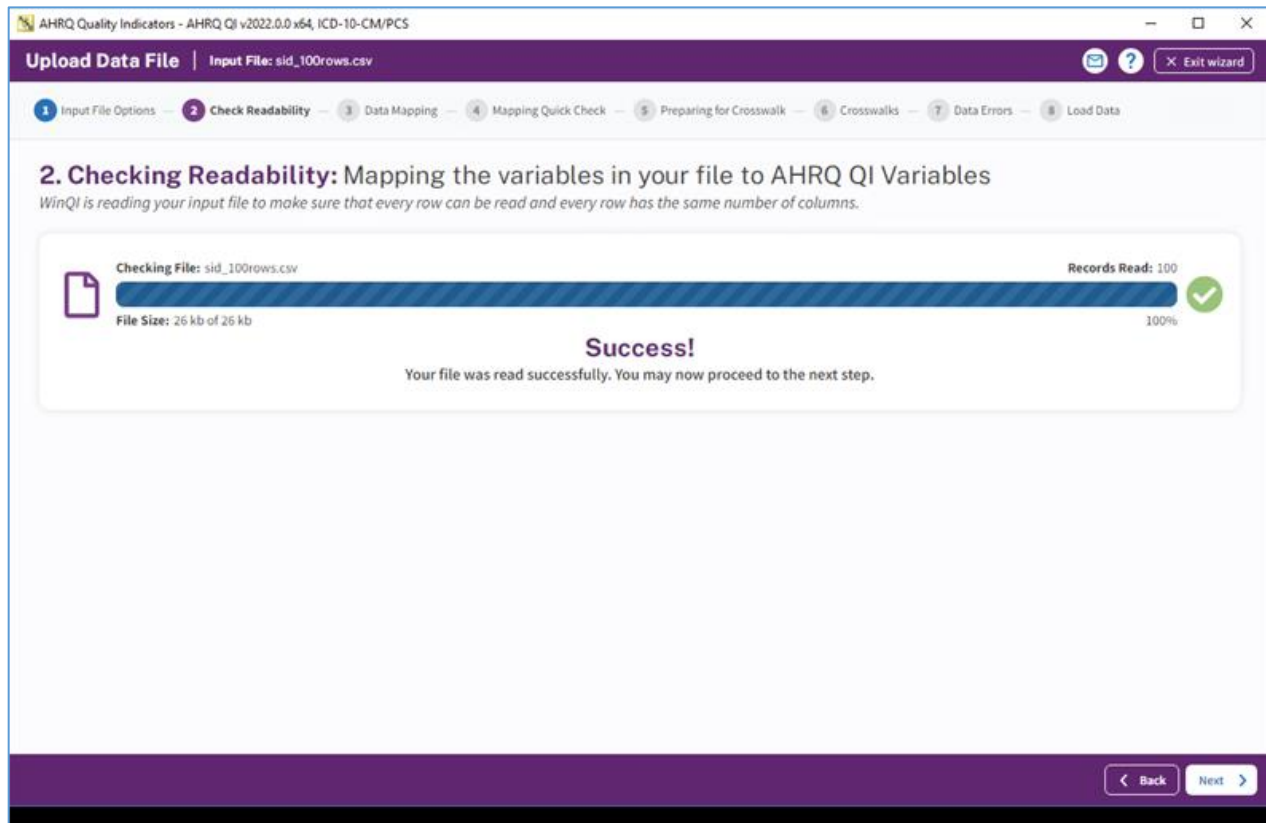 AHRQ Quality Indicators - AHRQ QI v2022.0.0 x64, ICD-10-CM/PCS
Upload Data File | Input File: sid_100rows.csv
? × Exit wizard
1 Input File Options — 2 Check Readability — 3 Data Mapping — 4 Mapping Quick Check — 5 Preparing for Crosswalk — 6 Crosswalks — 7 Data Errors — 8 Load Data
2. Checking Readability: Mapping the variables in your file to AHRQ QI Variables
WinQI is reading your input file to make sure that every row can be read and every row has the same number of columns.
Checking File: sid_100rows.csv Records Read: 100
File Size: 26 kb of 26 kb 100%
Success!
Your file was read successfully. You may now proceed to the next step.
Back Next